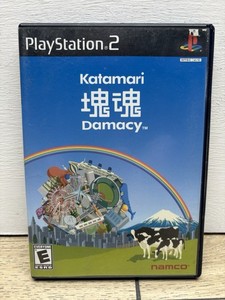 PlayStation 2
Katamari
塊魂
Damacy™
E
namco